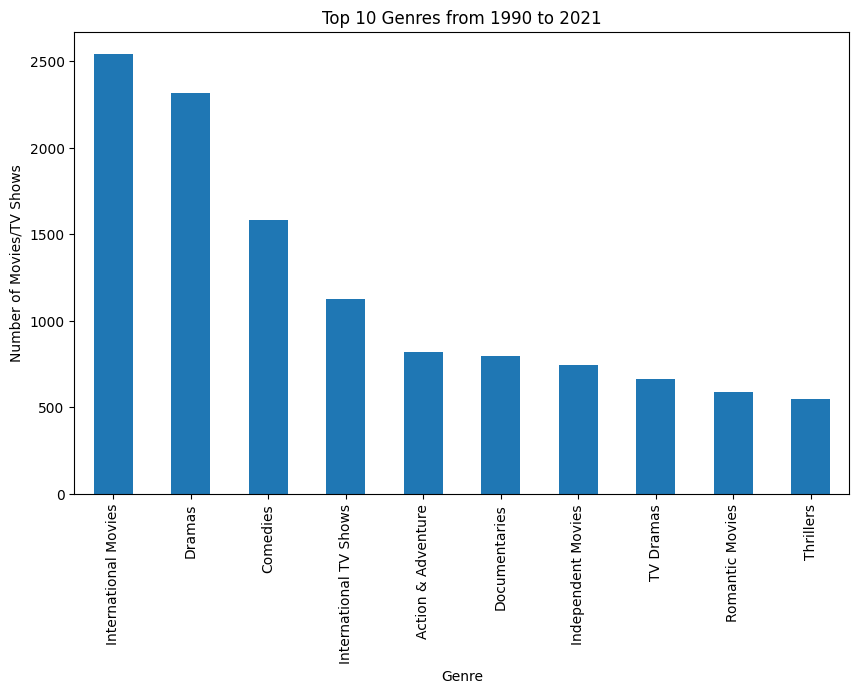 Top 10 Genres from 1990 to 2021
Number of Movies/TV Shows
2500
2000
1500
1000
500
0
International Movies
Dramas
Comedies
International TV Shows
Action & Adventure
Documentaries
Independent Movies
TV Dramas
Romantic Movies
Thrillers
Genre